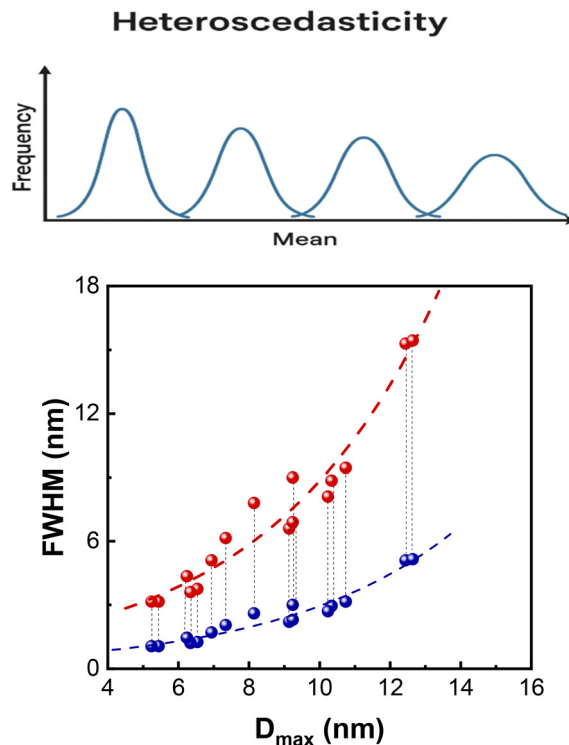 Heteroscedasticity
Frequency
Mean
18
12
6
0
FWHM (nm)
4 6 8 10 12 14 16
Dmax (nm)